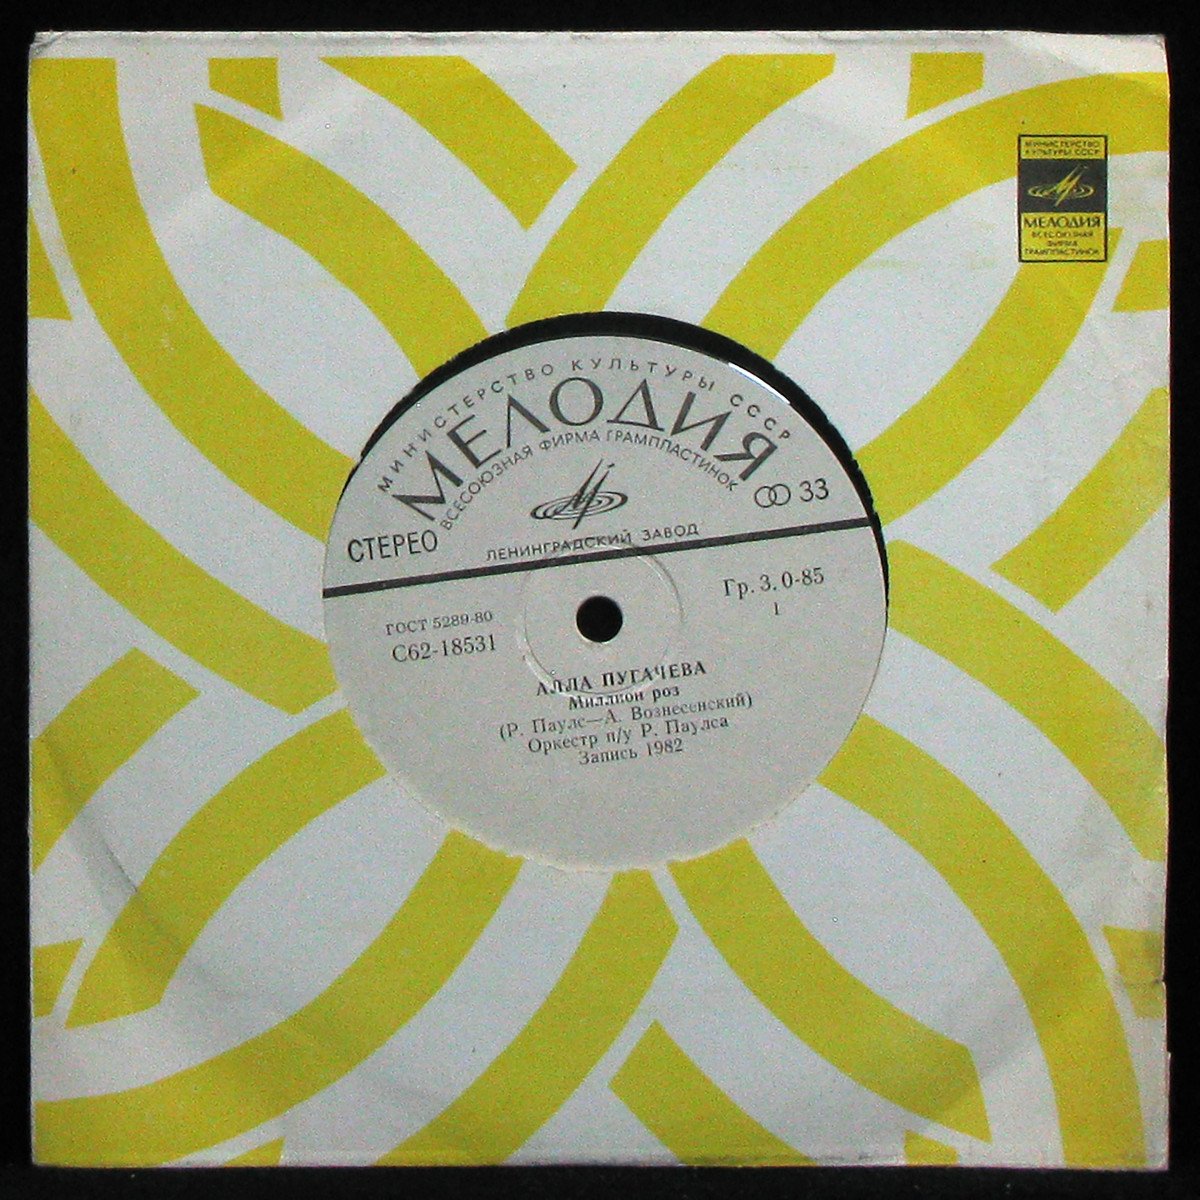 МИНИСТЕРСТВО
КУЛЬТУРЫ СССР
МЕЛОДИЯ
ВСЕСОЮЗНАЯ
ФИРМА
ГРАМПЛАСТИНОК
МИНИСТЕРСТВО КУЛЬТУРЫ СССР
МЕЛОДИЯ
ВСЕСОЮЗНАЯ ФИРМА ГРАМПЛАСТИНОК
СТЕРЕО
33
ЛЕНИНГРАДСКИЙ ЗАВОД
ГОСТ 5289-80
Гр. 3. 0-85
С62-18531
1
АЛЛА ПУГАЧЕВА
Миллион роз
(Р. Паулс—А. Вознесенский)
Оркестр п/у Р. Паулса
Запись 1982